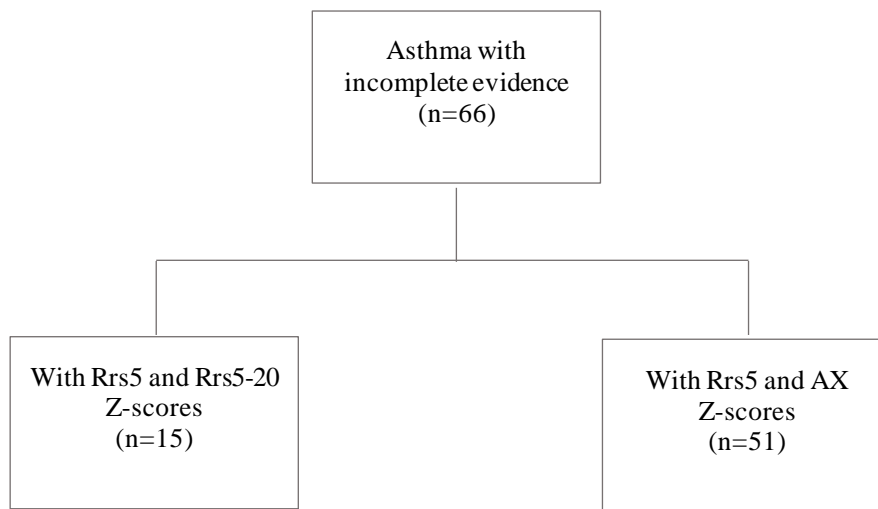 Asthma with
incomplete evidence
(n=66)
With Rrs5 and Rrs5-20
Z-scores
(n=15)
With Rrs5 and AX
Z-scores
(n=51)